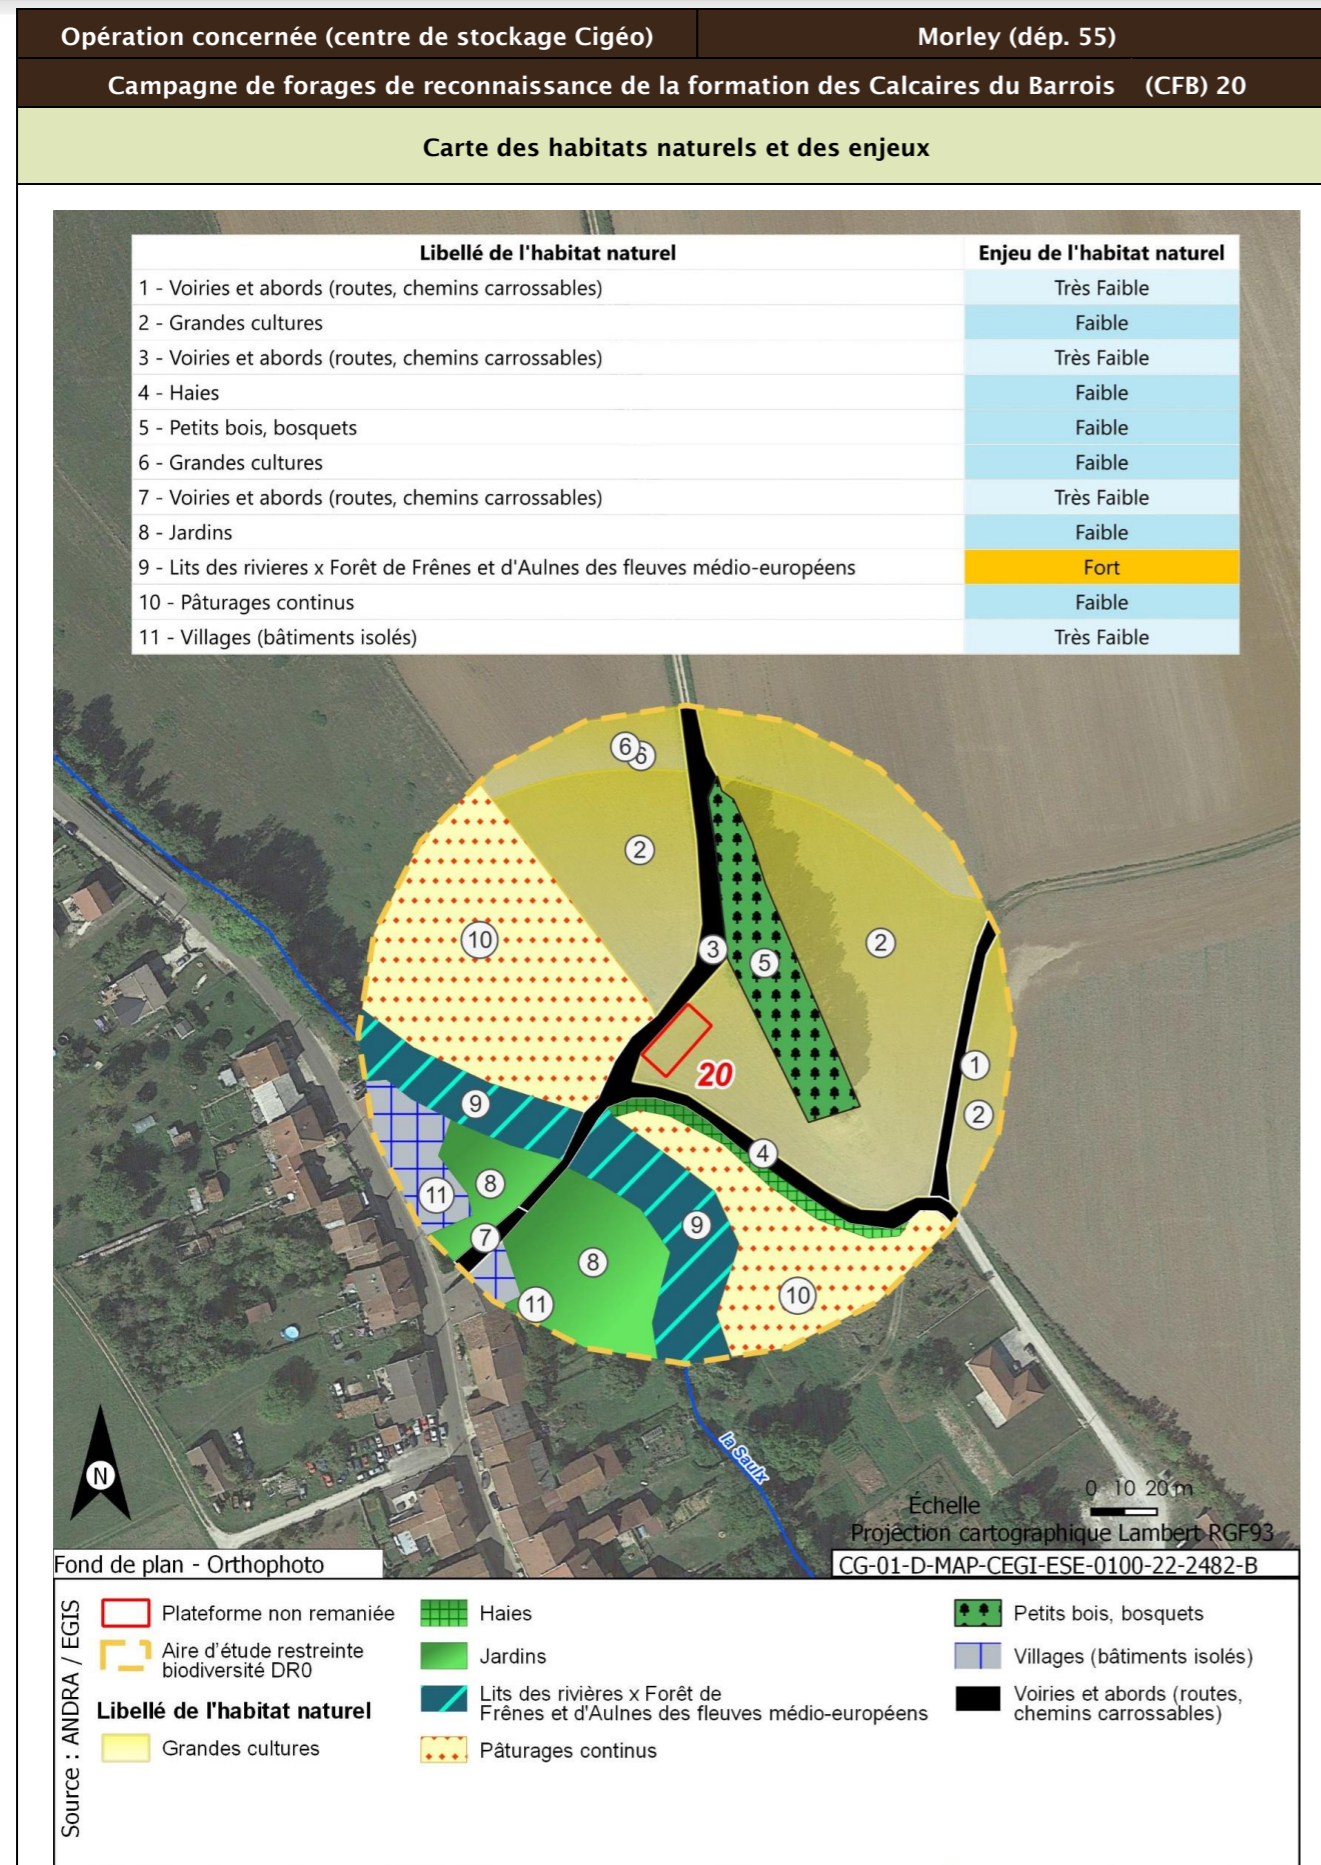 Opération concernée (centre de stockage Cigéo) Morley (dép. 55)
Campagne de forages de reconnaissance de la formation des Calcaires du Barrois (CFB) 20
Carte des habitats naturels et des enjeux
Libellé de l'habitat naturel Enjeu de l'habitat naturel
1 - Voiries et abords (routes, chemins carrossables) Très Faible
2 - Grandes cultures Faible
3 - Voiries et abords (routes, chemins carrossables) Très Faible
4 - Haies Faible
5 - Petits bois, bosquets Faible
6 - Grandes cultures Faible
7 - Voiries et abords (routes, chemins carrossables) Très Faible
8 - Jardins Faible
9 - Lits des rivieres x Forêt de Frênes et d'Aulnes des fleuves médio-européens Fort
10 - Pâturages continus Faible
11 - Villages (bâtiments isolés) Très Faible
6 6
2
10
3
5
2
20
1
9
2
4
8
11
9
7
8
10
11
la Saulx
N
0 10 20 m
Échelle
Projection cartographique Lambert RGF93
Fond de plan - Orthophoto
CG-01-D-MAP-CEGI-ESE-0100-22-2482-B
Source : ANDRA / EGIS
Plateforme non remaniée
Aire d'étude restreinte
biodiversité DR0
Libellé de l'habitat naturel
Grandes cultures
Haies
Jardins
Lits des rivières x Forêt de
Frênes et d'Aulnes des fleuves médio-européens
Pâturages continus
Petits bois, bosquets
Villages (bâtiments isolés)
Voiries et abords (routes,
chemins carrossables)